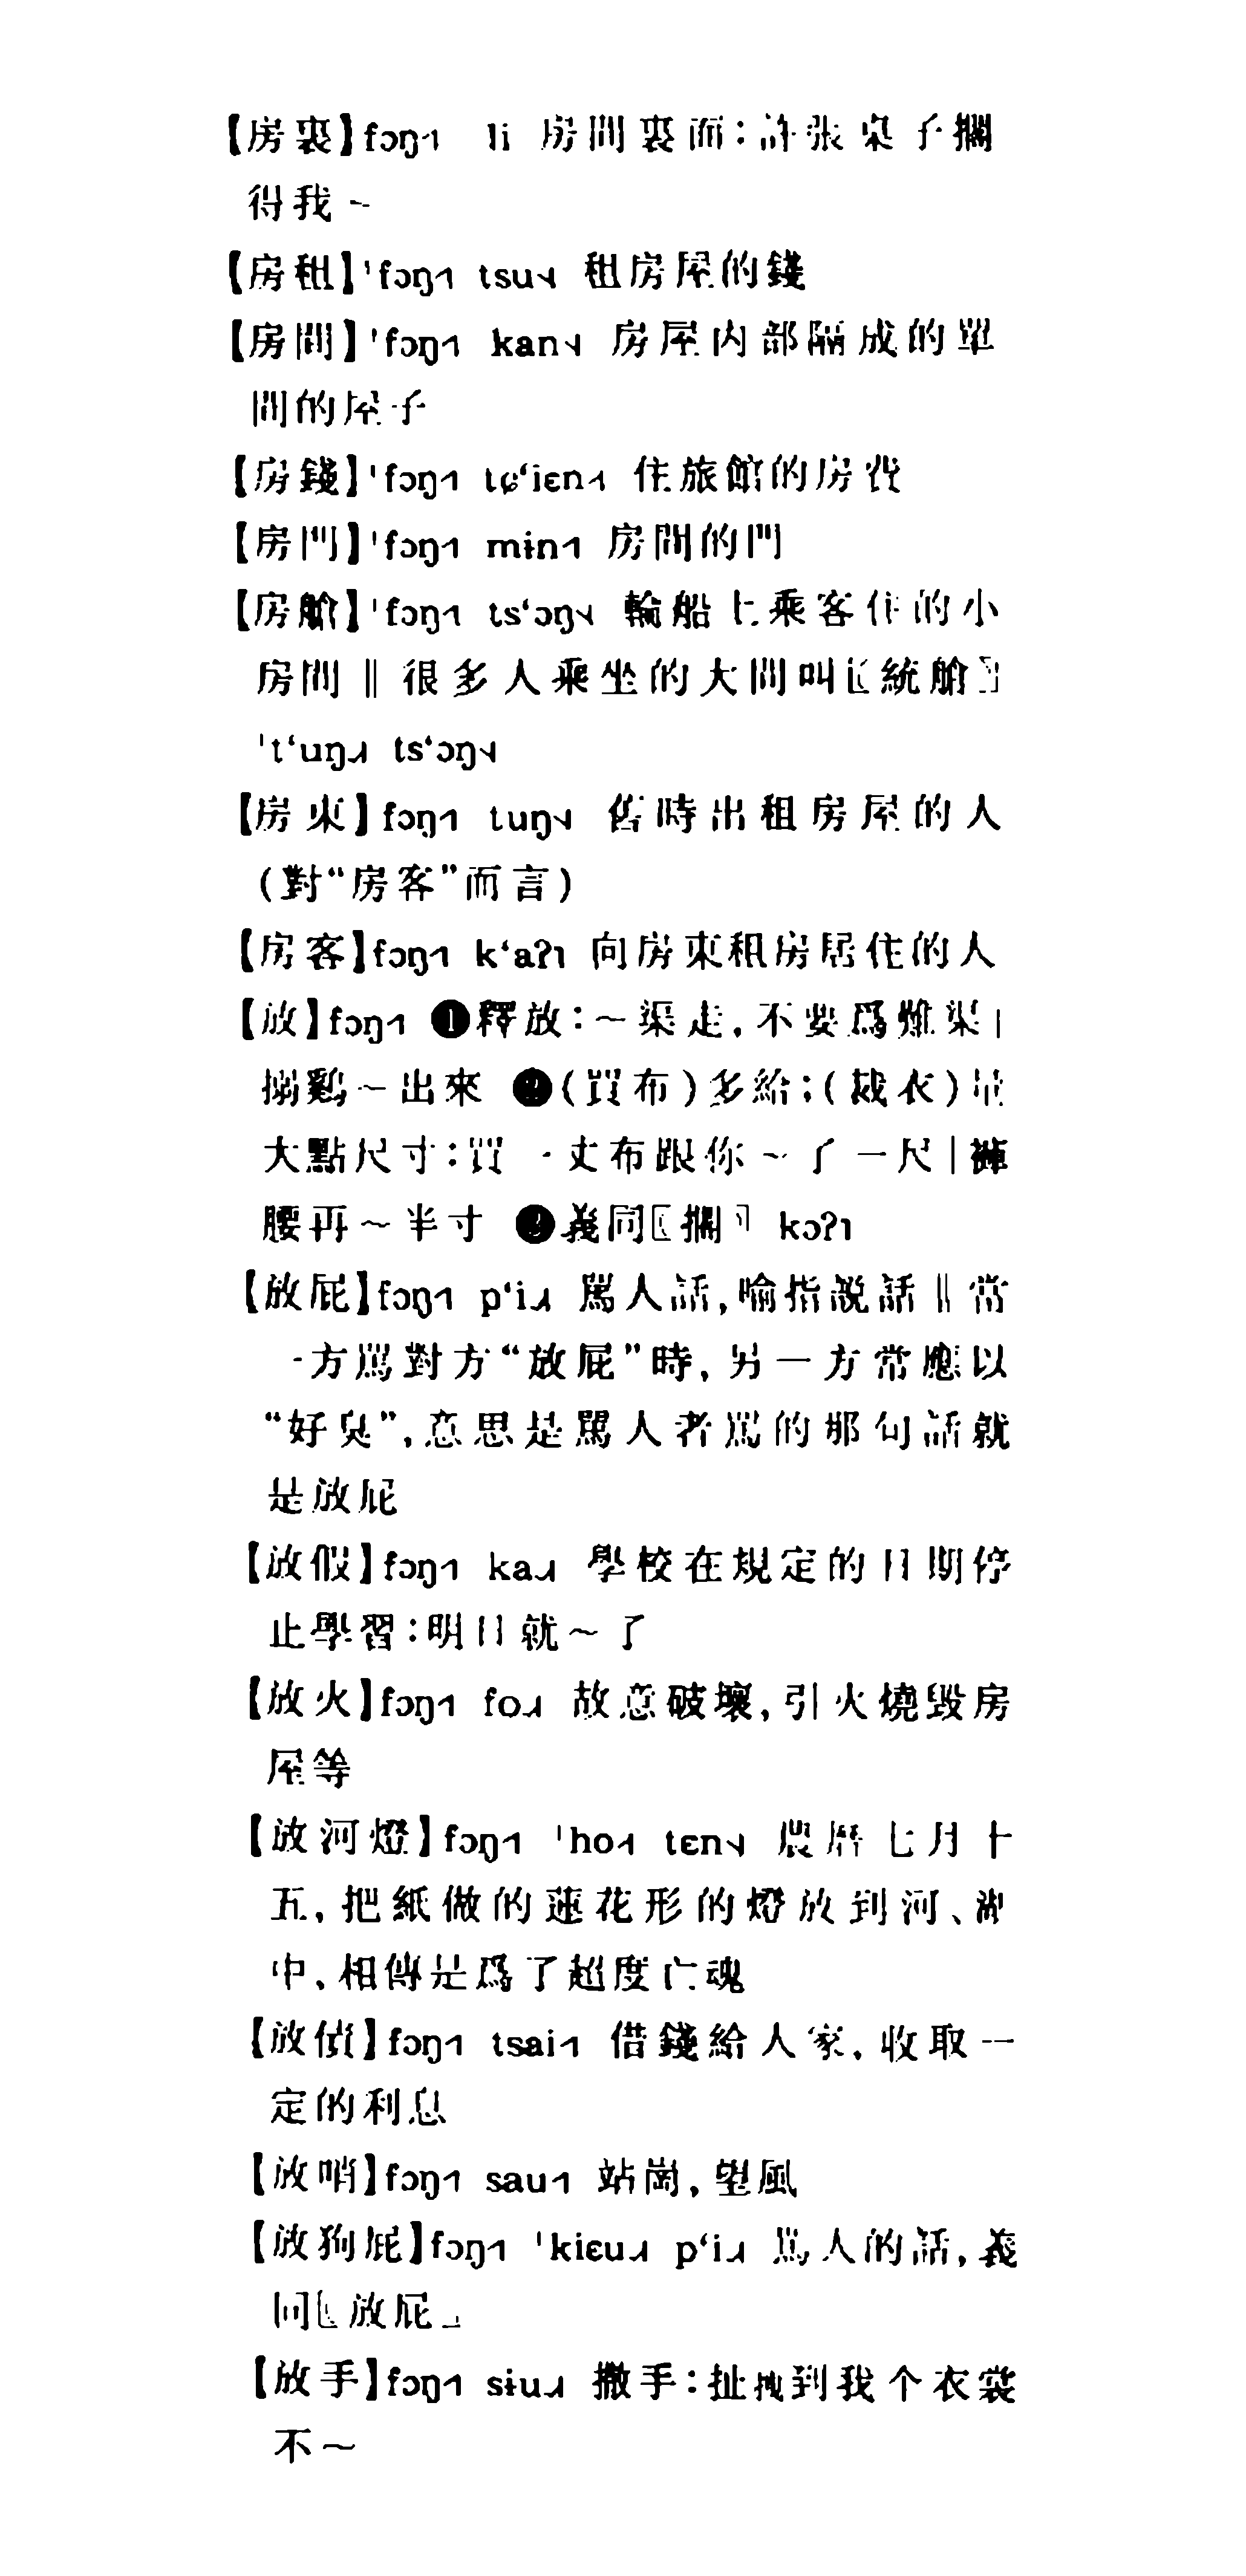 【房裏】fɔŋ˧˥ li 房間裏面：許張桌子擱
得我～
【房租】ˈfɔŋ˧˥ tsu˨˧ 租房屋的錢
【房間】ˈfɔŋ˧˥ kan˨˧ 房屋内部隔成的單
間的屋子
【房錢】ˈfɔŋ˧˥ tɕʻiɛn˨˦ 住旅館的房費
【房門】ˈfɔŋ˧˥ mɨn˧˥ 房間的門
【房艙】ˈfɔŋ˧˥ tsʻɔŋ˨˧ 輪船上乘客住的小
房間‖很多人乘坐的大間叫〖統艙〗
ˈtʻuŋ˨˩˧ tsʻɔŋ˨˧
【房東】fɔŋ˧˥ tuŋ˨˧ 舊時出租房屋的人
（對“房客”而言）
【房客】fɔŋ˧˥ kʻaʔ˥ 向房東租房居住的人
【放】fɔŋ˧˥ ❶釋放：～渠走，不要爲難渠|
搦鷄～出來 ❷（買布）多給；（裁衣）量
大點尺寸：買一丈布跟你～了一尺|褲
腰再～半寸 ❸義同〖擱〗 kɔʔ˥
【放屁】fɔŋ˧˥ pʻi˨˩˧ 駡人話，喻指説話‖當
一方駡對方“放屁”時，另一方常應以
“好臭”，意思是駡人者駡的那句話就
是放屁
【放假】fɔŋ˧˥ ka˨˩˧ 學校在規定的日期停
止學習：明日就～了
【放火】fɔŋ˧˥ fo˨˩˧ 故意破壞，引火燒毁房
屋等
【放河燈】fɔŋ˧˥ ˈho˨˦ tɛn˨˧ 農曆七月十
五，把紙做的蓮花形的燈放到河、湖
中，相傳是爲了超度亡魂
【放債】fɔŋ˧˥ tsai˧˥ 借錢給人家，收取一
定的利息
【放哨】fɔŋ˧˥ sau˧˥ 站崗，望風
【放狗屁】fɔŋ˧˥ ˈkiɛu˨˩˧ pʻi˨˩˧ 駡人的話，義
同〖放屁〗
【放手】fɔŋ˧˥ sɨu˨˩˧ 撒手：扯拽到我个衣裳
不～